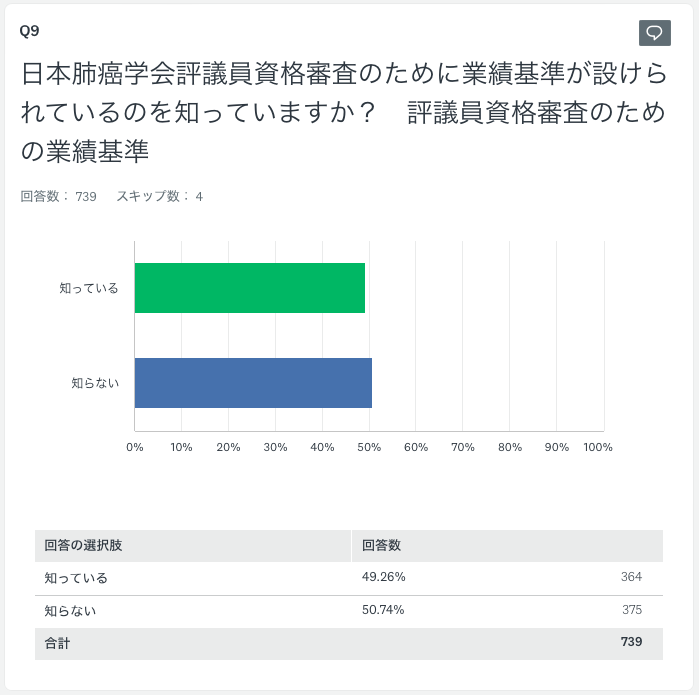 Q9
日本肺癌学会評議員資格審査のために業績基準が設けら
れているのを知っていますか？　評議員資格審査のため
の業績基準
回答数： 739　スキップ数： 4
知っている
知らない
0% 10% 20% 30% 40% 50% 60% 70% 80% 90% 100%
回答の選択肢 回答数
知っている 49.26% 364
知らない 50.74% 375
合計 739